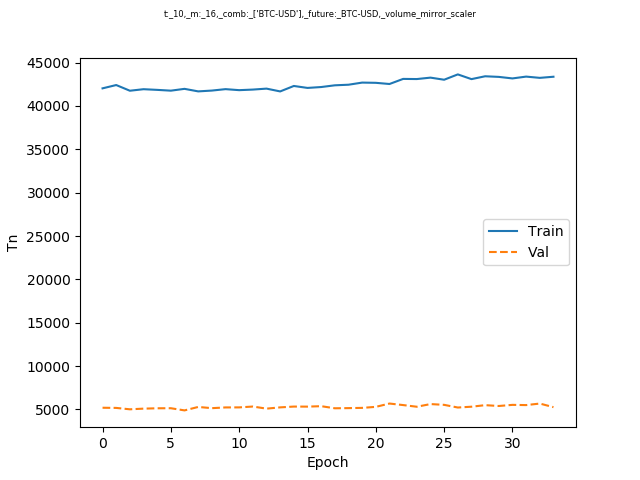 t:_10,_m:_16,_comb:_['BTC-USD'],_future:_BTC-USD,_volume_mirror_scaler
45000
40000
35000
30000
25000
20000
15000
10000
5000
Tn
Train
Val
0 5 10 15 20 25 30
Epoch